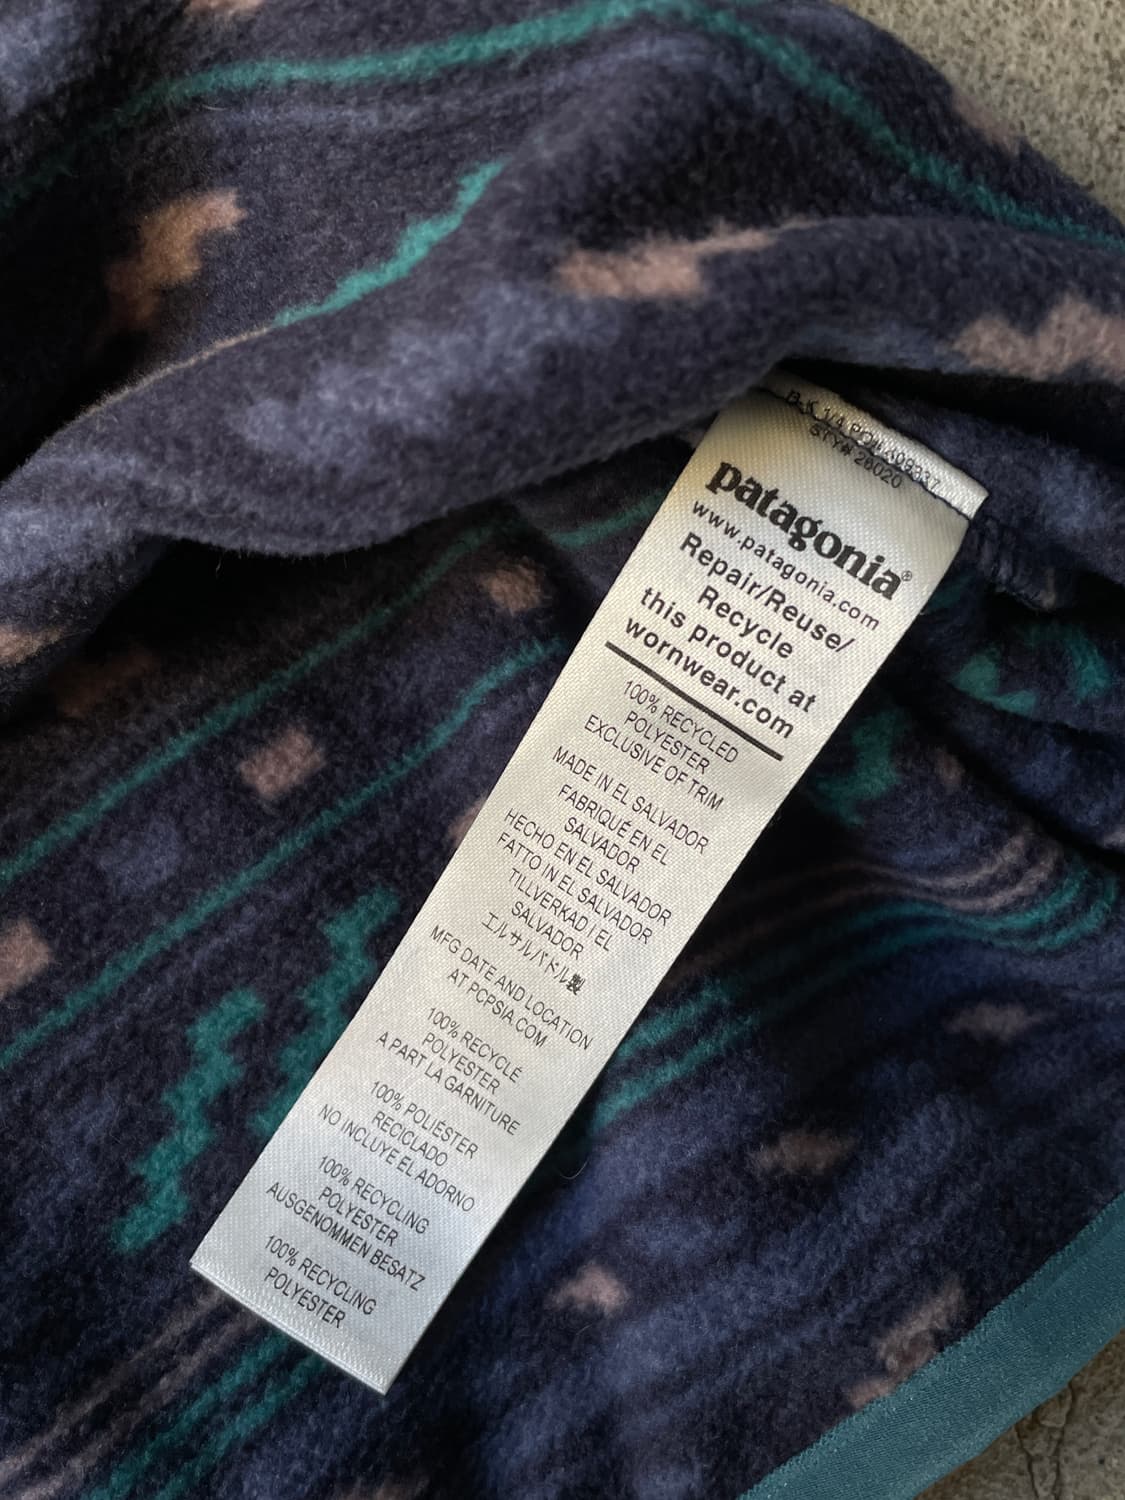 STY# 26020
patagonia®
www.patagonia.com
Repair/Reuse/
Recycle
this product at
wornwear.com
100% RECYCLED
POLYESTER
EXCLUSIVE OF TRIM
MADE IN EL SALVADOR
FABRIQUÉ EN EL
SALVADOR
HECHO EN EL SALVADOR
FATTO IN EL SALVADOR
TILLVERKAD I EL
SALVADOR
エルサルバドル製
MFG DATE AND LOCATION
AT PCPSIA.COM
100% RECYCLÉ
POLYESTER
A PART LA GARNITURE
100% POLIÉSTER
RECICLADO
NO INCLUYE EL ADORNO
100% RECYCLING
POLYESTER
AUSGENOMMEN BESATZ
100% RECYCLING
POLYESTER